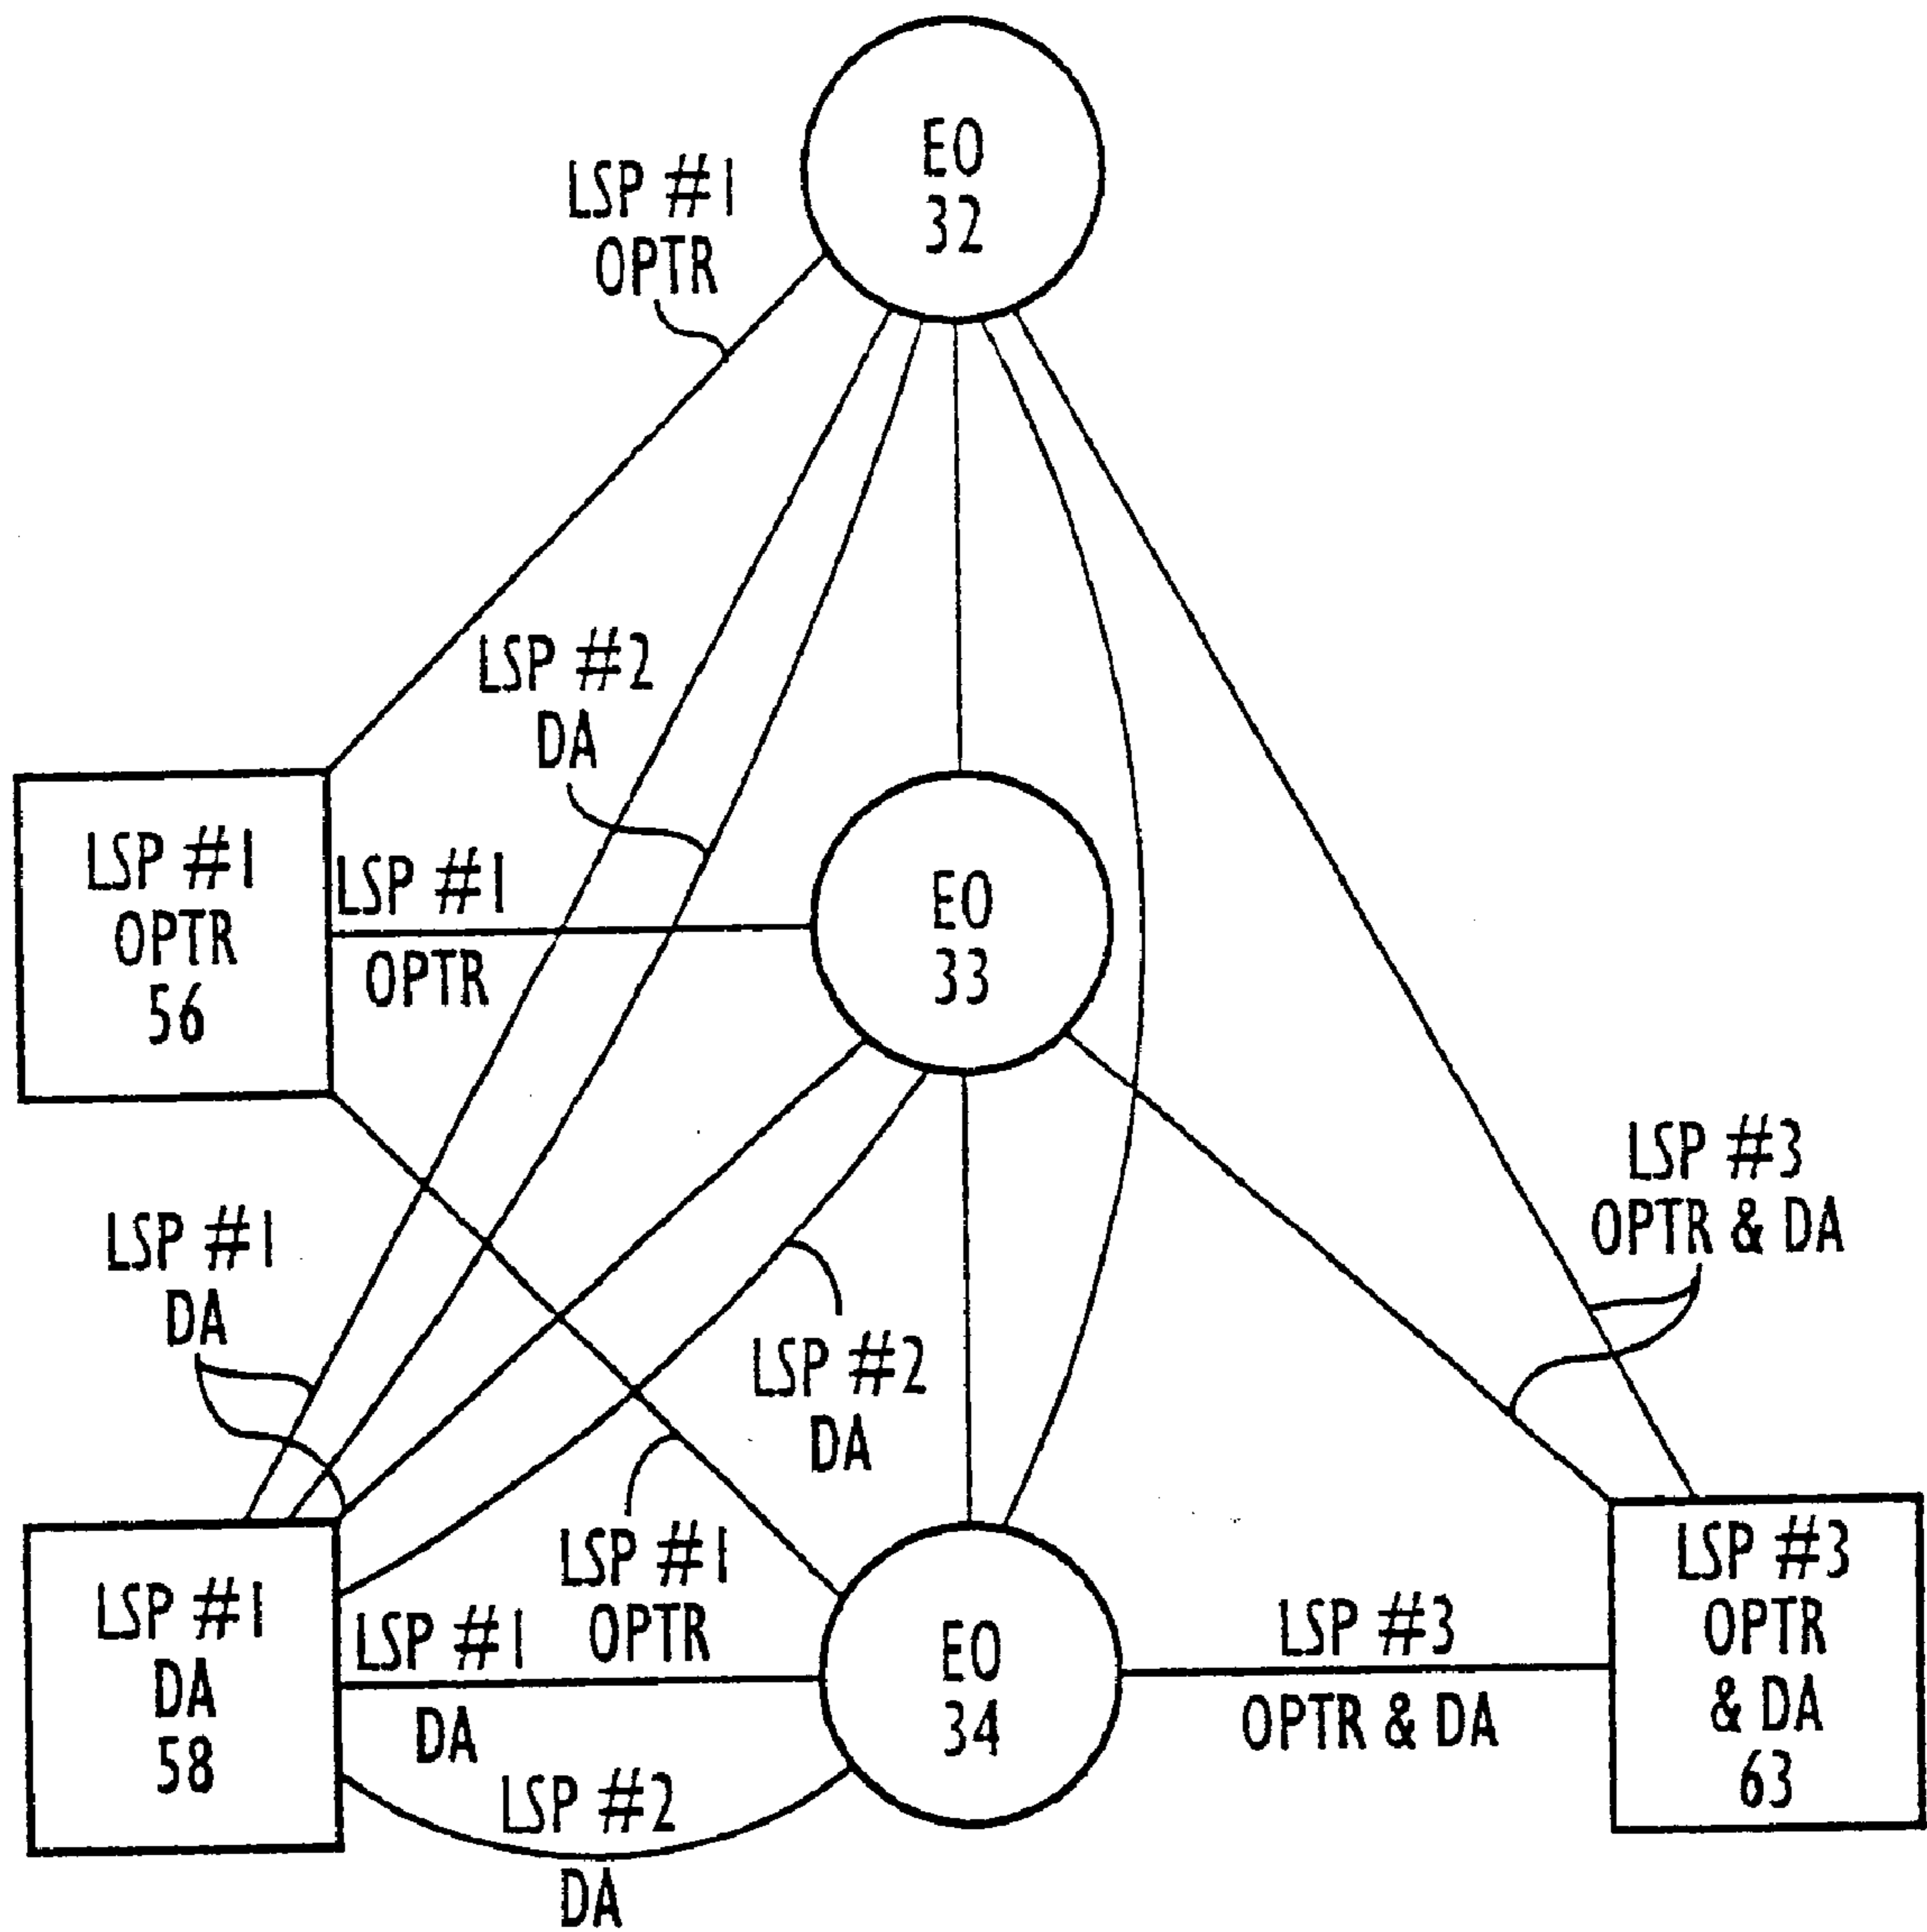 EO
32
LSP #1
OPTR
LSP #2
DA
LSP #1
OPTR
56
LSP #1
OPTR
EO
33
LSP #3
OPTR & DA
LSP #1
DA
LSP #2
DA
LSP #1
OPTR
LSP #1
DA
58
LSP #1
DA
LSP #2
DA
EO
34
LSP #3
OPTR & DA
LSP #3
OPTR
& DA
63